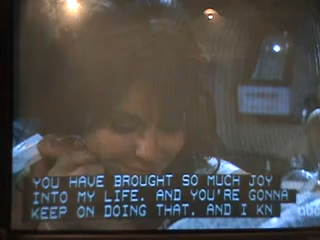 YOU HAVE BROUGHT SO MUCH JOY
INTO MY LIFE. AND YOU'RE GONNA
KEEP ON DOING THAT. AND I KN
abc